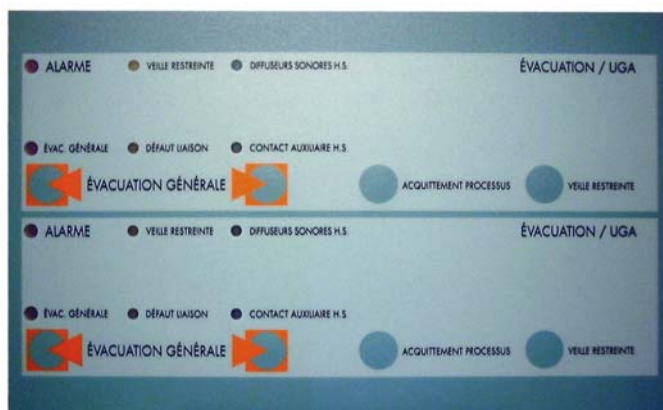 ALARME VEILLE RESTREINTE DIFFUSEURS SONORES H.S. ÉVACUATION / UGA
ÉVAC. GÉNÉRALE DÉFAUT LIAISON CONTACT AUXILIAIRE H.S.
ÉVACUATION GÉNÉRALE ACQUITTEMENT PROCESSUS VEILLE RESTREINTE
ALARME VEILLE RESTREINTE DIFFUSEURS SONORES H.S. ÉVACUATION / UGA
ÉVAC. GÉNÉRALE DÉFAUT LIAISON CONTACT AUXILIAIRE H.S.
ÉVACUATION GÉNÉRALE ACQUITTEMENT PROCESSUS VEILLE RESTREINTE